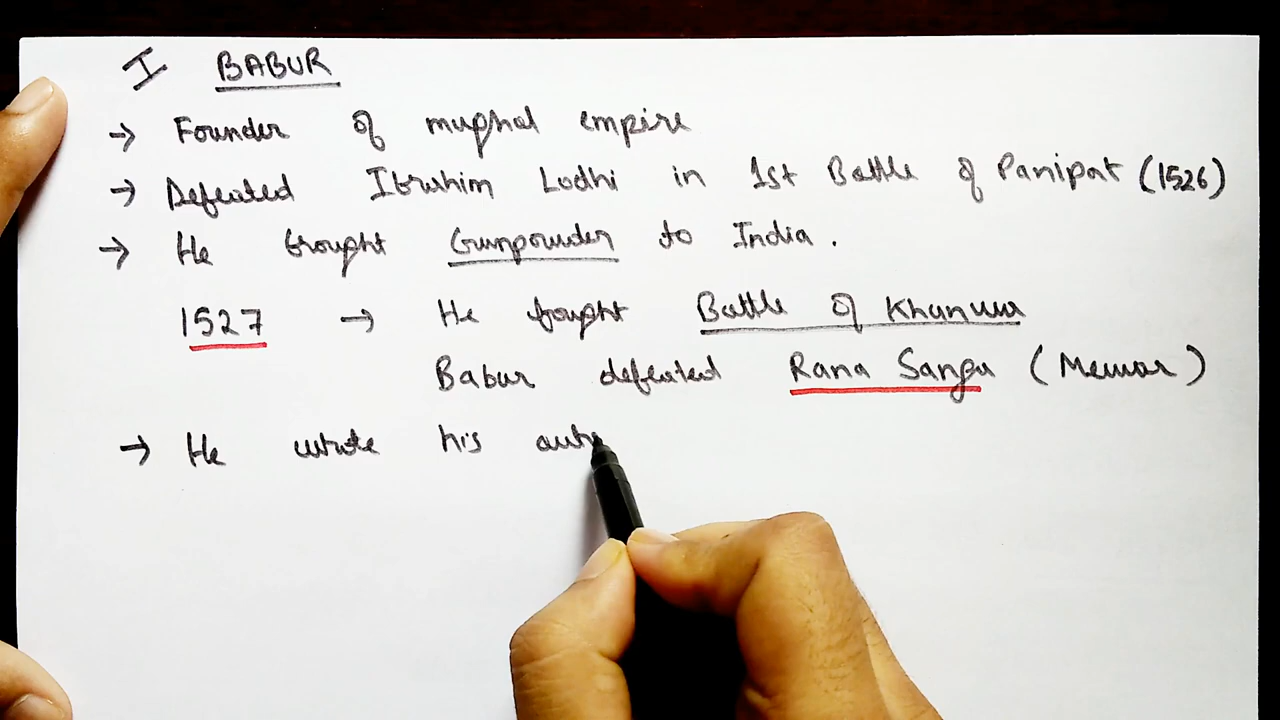 I BABUR
→ Founder of mughal empire
→ Defeated Ibrahim Lodhi in 1st Battle of Panipat (1526)
→ He brought Gunpowder to India.
1527 → He fought Battle of Khanwa
Babur defeated Rana Sanga (Mewar)
→ He wrote his auto